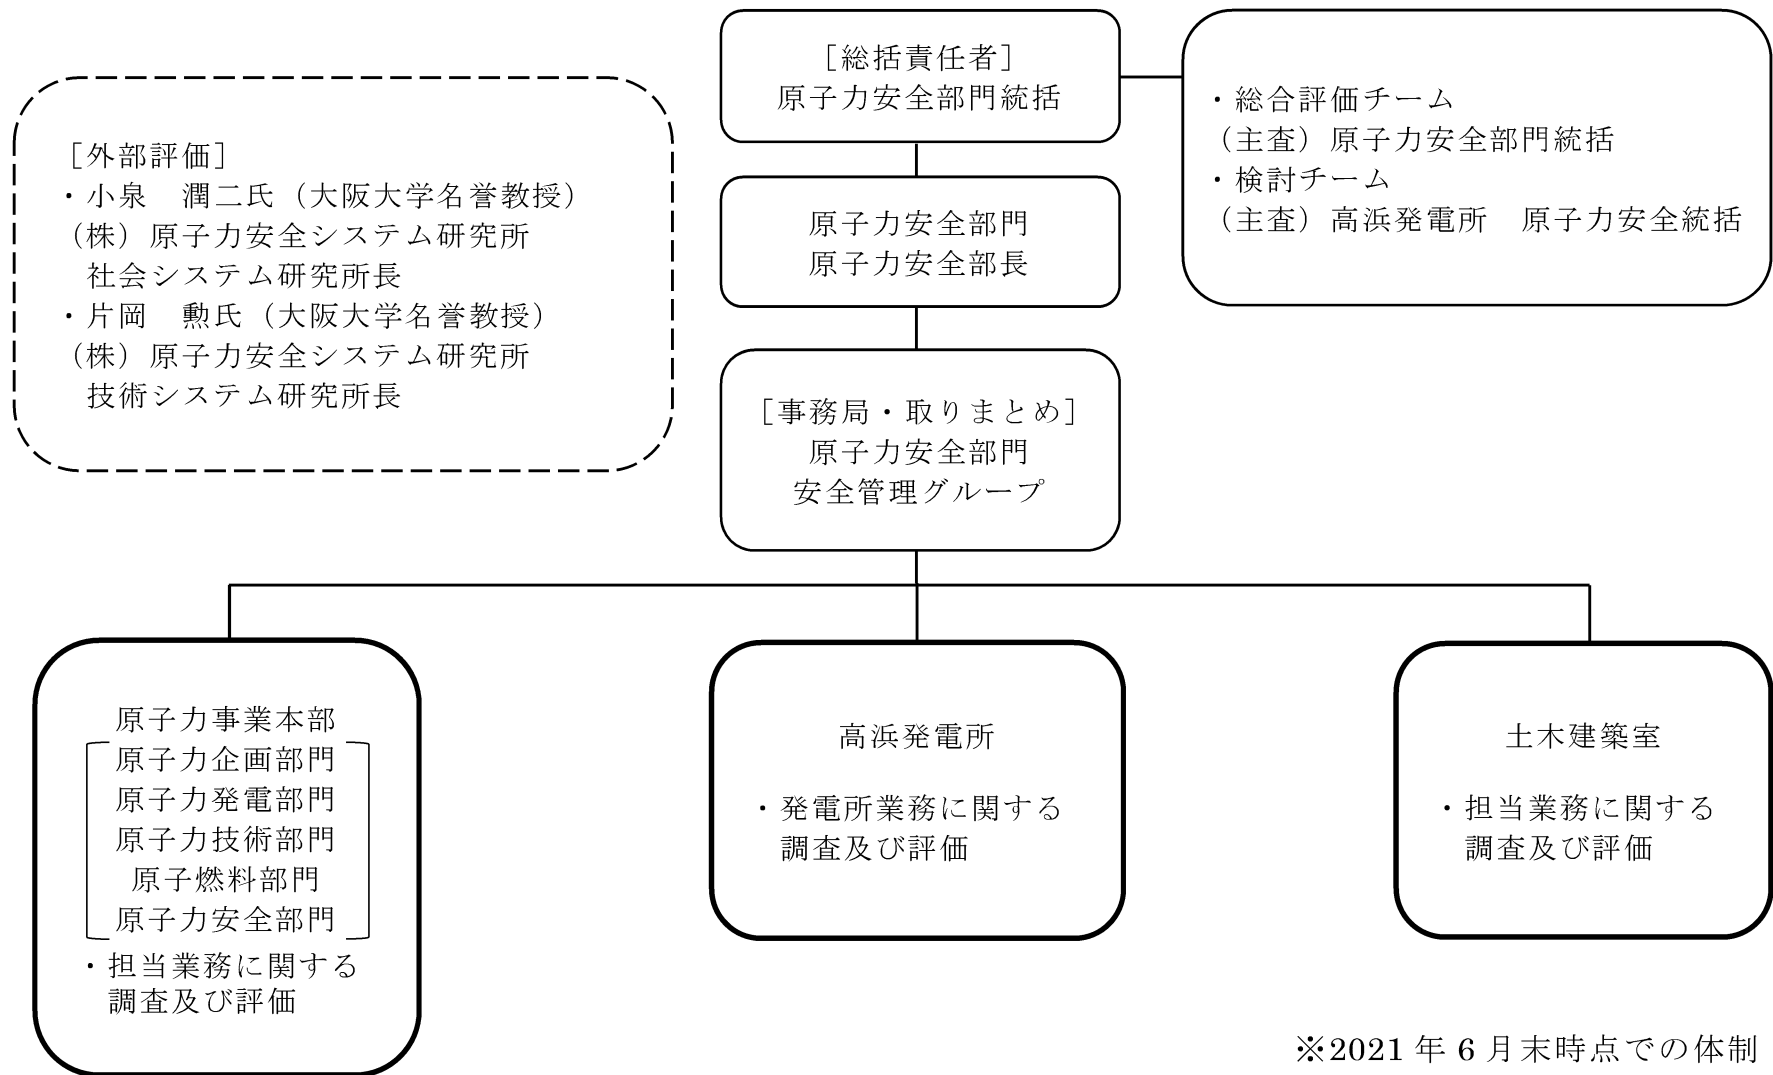 ［総括責任者］
原子力安全部門統括
・総合評価チーム
（主査）原子力安全部門統括
・検討チーム
（主査）高浜発電所　原子力安全統括
［外部評価］
・小泉　潤二氏（大阪大学名誉教授）
（株）原子力安全システム研究所
社会システム研究所長
・片岡　勲氏（大阪大学名誉教授）
（株）原子力安全システム研究所
技術システム研究所長
原子力安全部門
原子力安全部長
［事務局・取りまとめ］
原子力安全部門
安全管理グループ
原子力事業本部
原子力企画部門
原子力発電部門
原子力技術部門
原子燃料部門
原子力安全部門
・担当業務に関する
調査及び評価
高浜発電所
・発電所業務に関する
調査及び評価
土木建築室
・担当業務に関する
調査及び評価
※2021 年 6 月末時点での体制